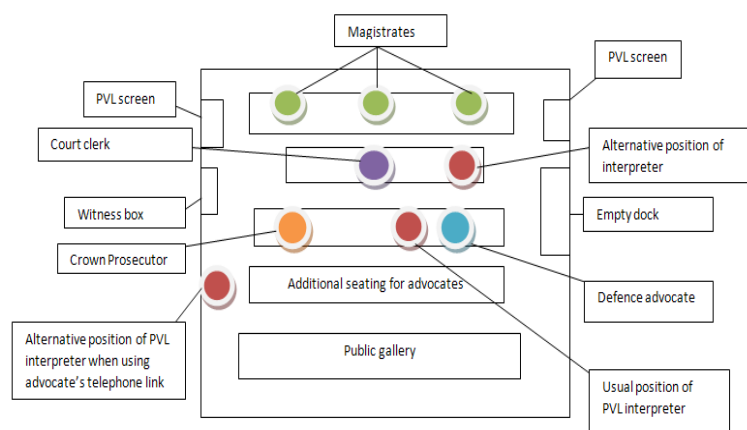 Magistrates
PVL screen
PVL screen
Court clerk
Alternative position of
interpreter
Witness box
Empty dock
Crown Prosecutor
Additional seating for advocates
Defence advocate
Alternative position of PVL
interpreter when using
advocate's telephone link
Public gallery
Usual position of
PVL interpreter